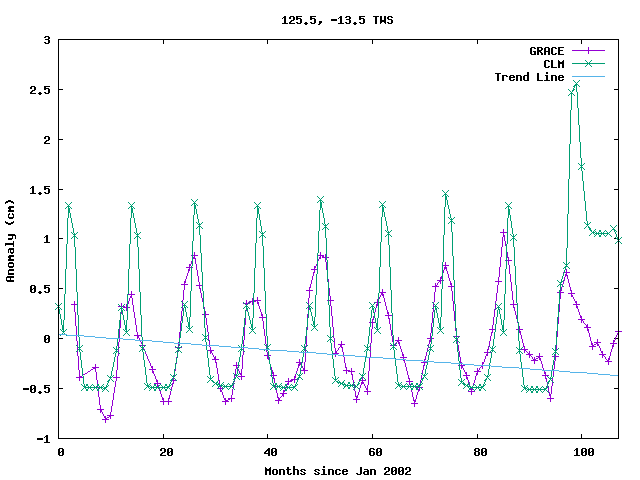 125.5, -13.5 TWS
GRACE
CLM
Trend Line
3
2.5
2
1.5
1
0.5
0
-0.5
-1
Anomaly (cm)
0 20 40 60 80 100
Months since Jan 2002